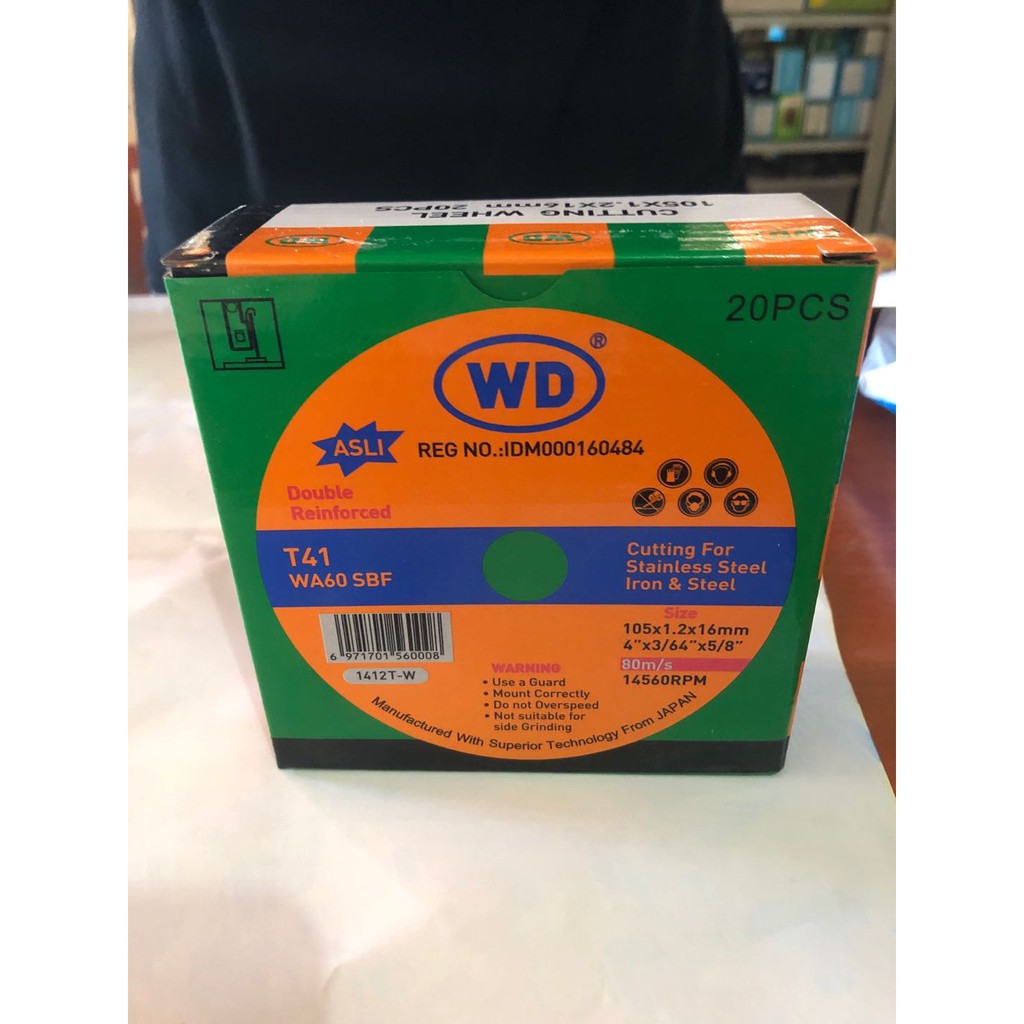 CUTTING WHEEL
105X1.2X16mm 20PCS
WD
20PCS
WD®
ASLI
REG NO.:IDM000160484
Double
Reinforced
T41
WA60 SBF
Cutting For
Stainless Steel
Iron & Steel
Size
105x1.2x16mm
4"x3/64"x5/8"
80m/s
14560RPM
6 971701 560008
1412T-W
WARNING
• Use a Guard
• Mount Correctly
• Do not Overspeed
• Not suitable for
side Grinding
Manufactured With Superior Technology From JAPAN